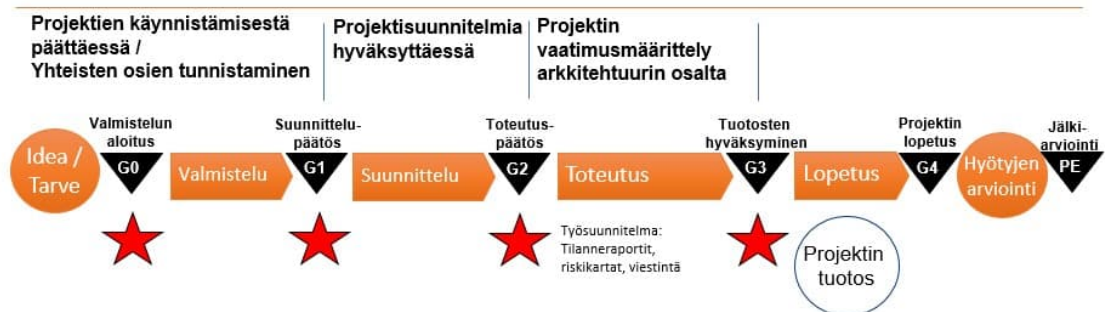 Projektien käynnistämisestä
päättäessä /
Yhteisten osien tunnistaminen
Projektisuunnitelmia
hyväksyttäessä
Projektin
vaatimusmäärittely
arkkitehtuurin osalta
Idea /
Tarve
Valmistelun
aloitus
G0
Valmistelu
Suunnittelu-
päätös
G1
Suunnittelu
Toteutus-
päätös
G2
Toteutus
Tuotosten
hyväksyminen
G3
Lopetus
Projektin
lopetus
G4
Hyötyjen
arviointi
Jälki-
arviointi
PE
Työsuunnitelma:
Tilanneraportit,
riskikartat, viestintä
Projektin
tuotos